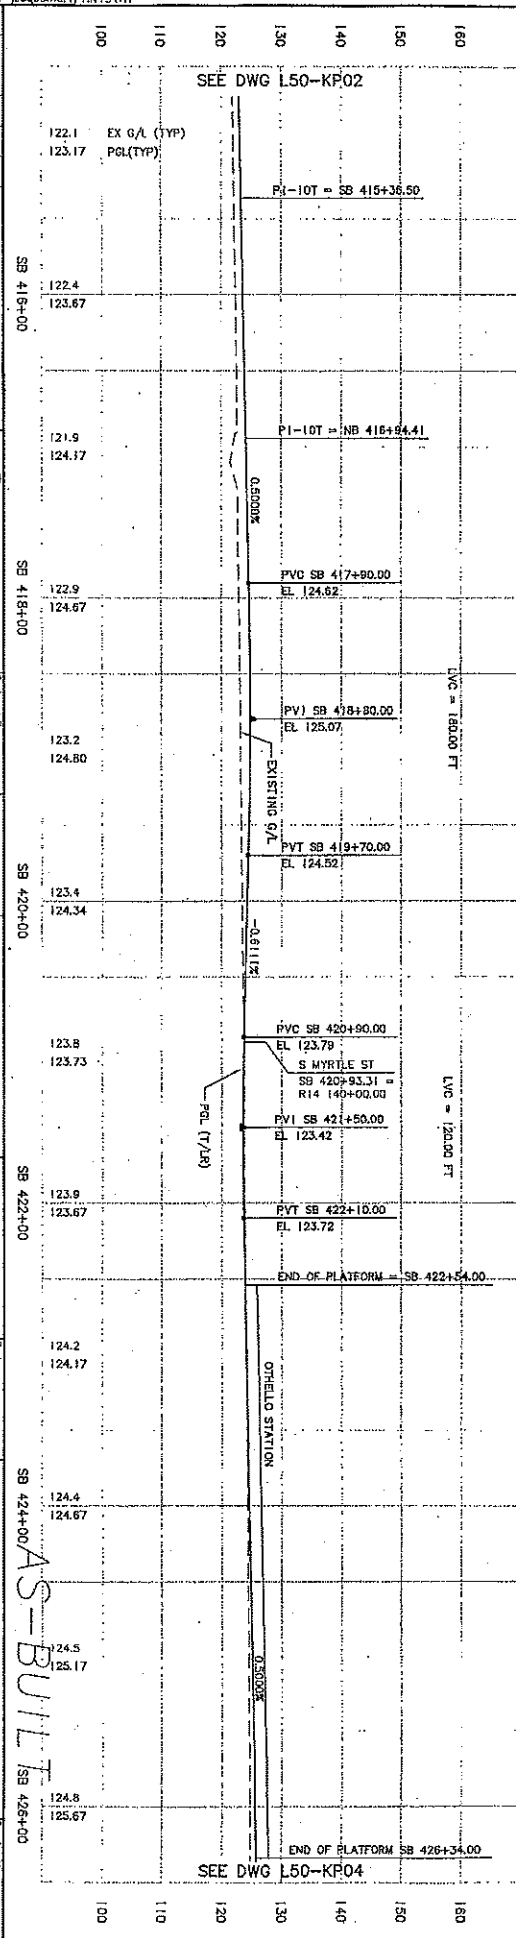 100
110
120
130
140
150
160
SEE DWG L50-KP02
122.1 EX G/L (TYP)
123.17 PGL(TYP)
PI-10T = SB 415+36.50
122.4
123.67
SB 416+00
PI-10T = NB 416+94.41
121.9
124.17
0.5000%
PVC SB 417+90.00
EL 124.62
122.9
124.67
SB 418+00
LVC = 180.00 FT
PVI SB 418+80.00
EL 125.07
123.2
124.80
EXISTING G/L
PVT SB 419+70.00
EL 124.52
123.4
124.34
SB 420+00
-0.6111%
PVC SB 420+90.00
EL 123.79
123.8
123.73
S MYRTLE ST
SB 420+93.31 =
R14 140+00.00
PGL (T/LR)
LVC = 120.00 FT
PVI SB 421+50.00
EL 123.42
123.9
123.67
SB 422+00
PVT SB 422+10.00
EL 123.72
END OF PLATFORM = SB 422+54.00
124.2
124.17
OTHELLO STATION
124.4
124.67
SB 424+00
AS-BUILT
124.5
125.17
0.5000%
124.8
125.67
SB 426+00
END OF PLATFORM SB 426+34.00
SEE DWG L50-KP04
100
110
120
130
140
150
160